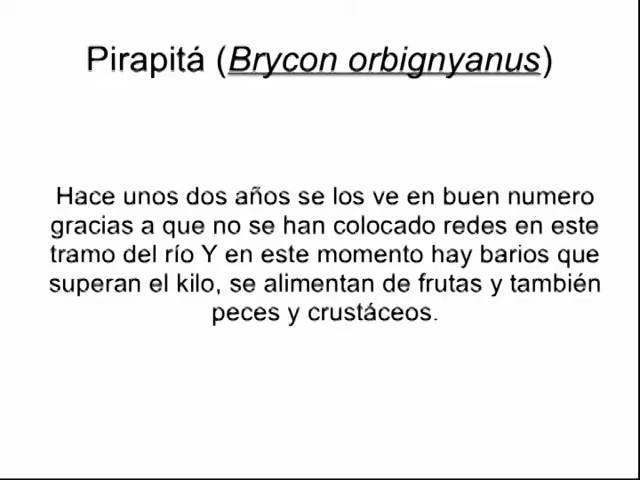 Pirapitá (Brycon orbignyanus)
Hace unos dos años se los ve en buen numero
gracias a que no se han colocado redes en este
tramo del río Y en este momento hay barios que
superan el kilo, se alimentan de frutas y también
peces y crustáceos.